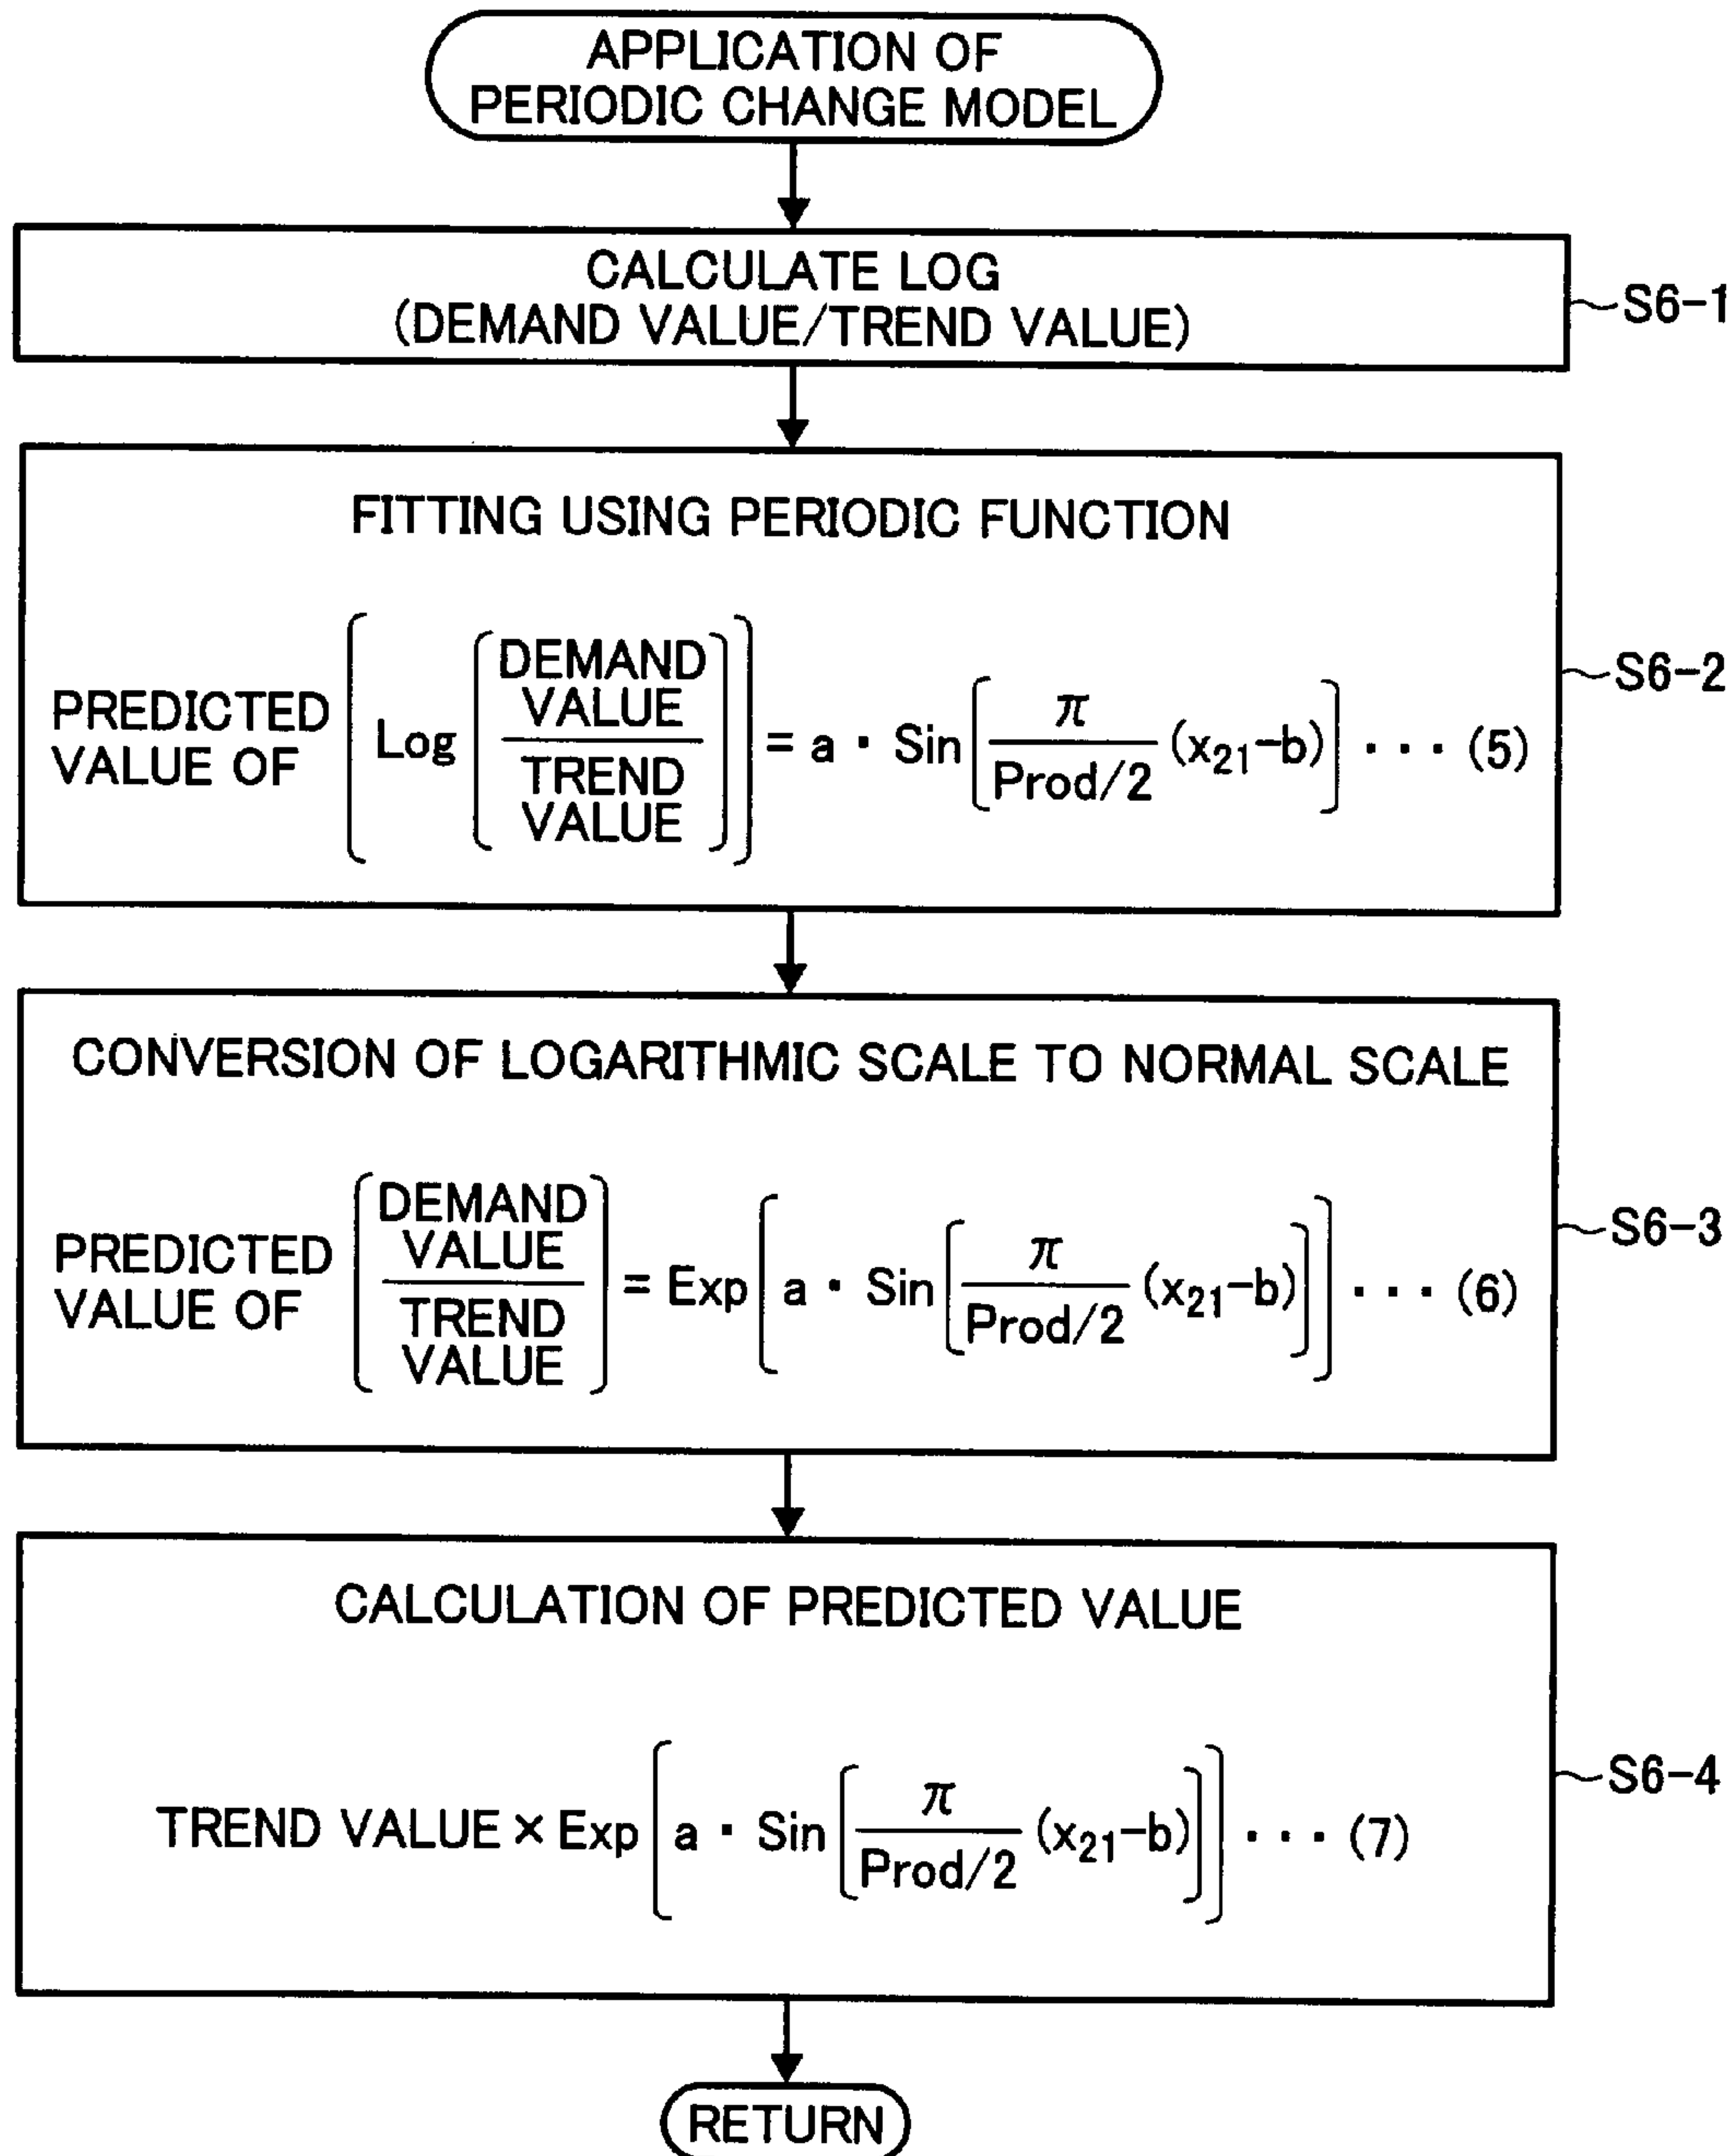 APPLICATION OF
PERIODIC CHANGE MODEL
CALCULATE LOG
(DEMAND VALUE/TREND VALUE)
S6-1
FITTING USING PERIODIC FUNCTION
PREDICTED VALUE OF [Log [DEMAND VALUE / TREND VALUE]] = a · Sin [π / Prod/2 (x₂₁-b)] ··· (5)
S6-2
CONVERSION OF LOGARITHMIC SCALE TO NORMAL SCALE
PREDICTED VALUE OF [DEMAND VALUE / TREND VALUE] = Exp [a · Sin [π / Prod/2 (x₂₁-b)]] ··· (6)
S6-3
CALCULATION OF PREDICTED VALUE
TREND VALUE × Exp [a · Sin [π / Prod/2 (x₂₁-b)]] ··· (7)
S6-4
RETURN